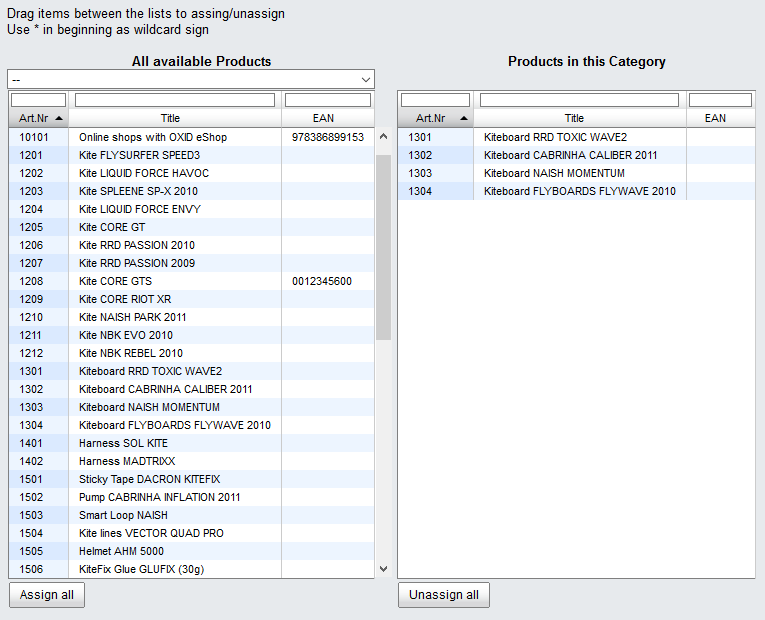 Drag items between the lists to assing/unassign
Use * in beginning as wildcard sign
All available Products
--
Art.Nr Title EAN
10101 Online shops with OXID eShop 978386899153
1201 Kite FLYSURFER SPEED3
1202 Kite LIQUID FORCE HAVOC
1203 Kite SPLEENE SP-X 2010
1204 Kite LIQUID FORCE ENVY
1205 Kite CORE GT
1206 Kite RRD PASSION 2010
1207 Kite RRD PASSION 2009
1208 Kite CORE GTS 0012345600
1209 Kite CORE RIOT XR
1210 Kite NAISH PARK 2011
1211 Kite NBK EVO 2010
1212 Kite NBK REBEL 2010
1301 Kiteboard RRD TOXIC WAVE2
1302 Kiteboard CABRINHA CALIBER 2011
1303 Kiteboard NAISH MOMENTUM
1304 Kiteboard FLYBOARDS FLYWAVE 2010
1401 Harness SOL KITE
1402 Harness MADTRIXX
1501 Sticky Tape DACRON KITEFIX
1502 Pump CABRINHA INFLATION 2011
1503 Smart Loop NAISH
1504 Kite lines VECTOR QUAD PRO
1505 Helmet AHM 5000
1506 KiteFix Glue GLUFIX (30g)
Assign all
Products in this Category
Art.Nr Title EAN
1301 Kiteboard RRD TOXIC WAVE2
1302 Kiteboard CABRINHA CALIBER 2011
1303 Kiteboard NAISH MOMENTUM
1304 Kiteboard FLYBOARDS FLYWAVE 2010
Unassign all